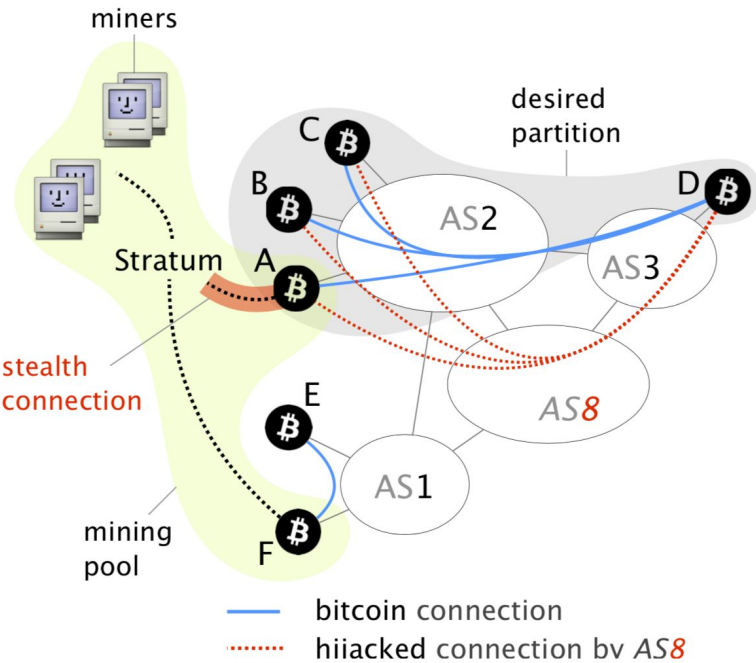 miners
desired
partition
C
B
D
AS2
Stratum
A
AS3
stealth
connection
E
AS8
AS1
mining
pool
F
bitcoin connection
hijacked connection by AS8